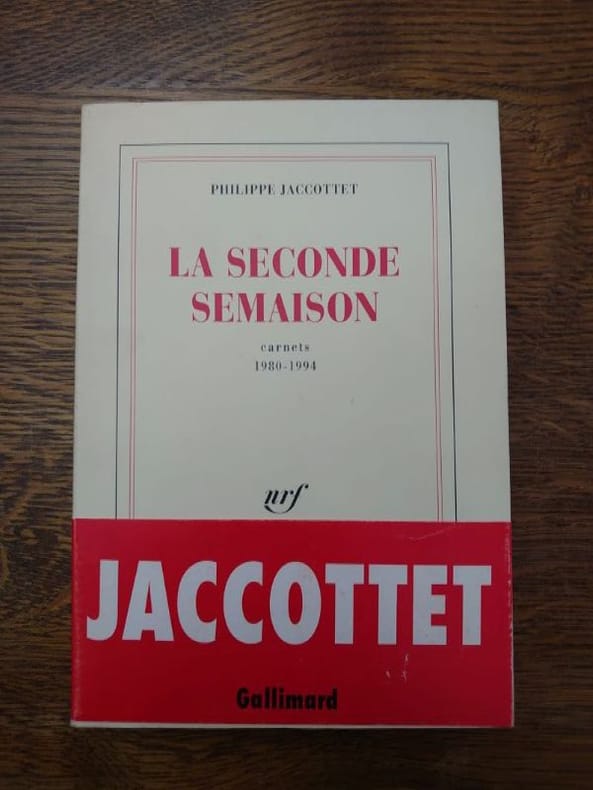 PHILIPPE JACCOTTET
LA SECONDE
SEMAISON
carnets
1980-1994
nrf
JACCOTTET
Gallimard